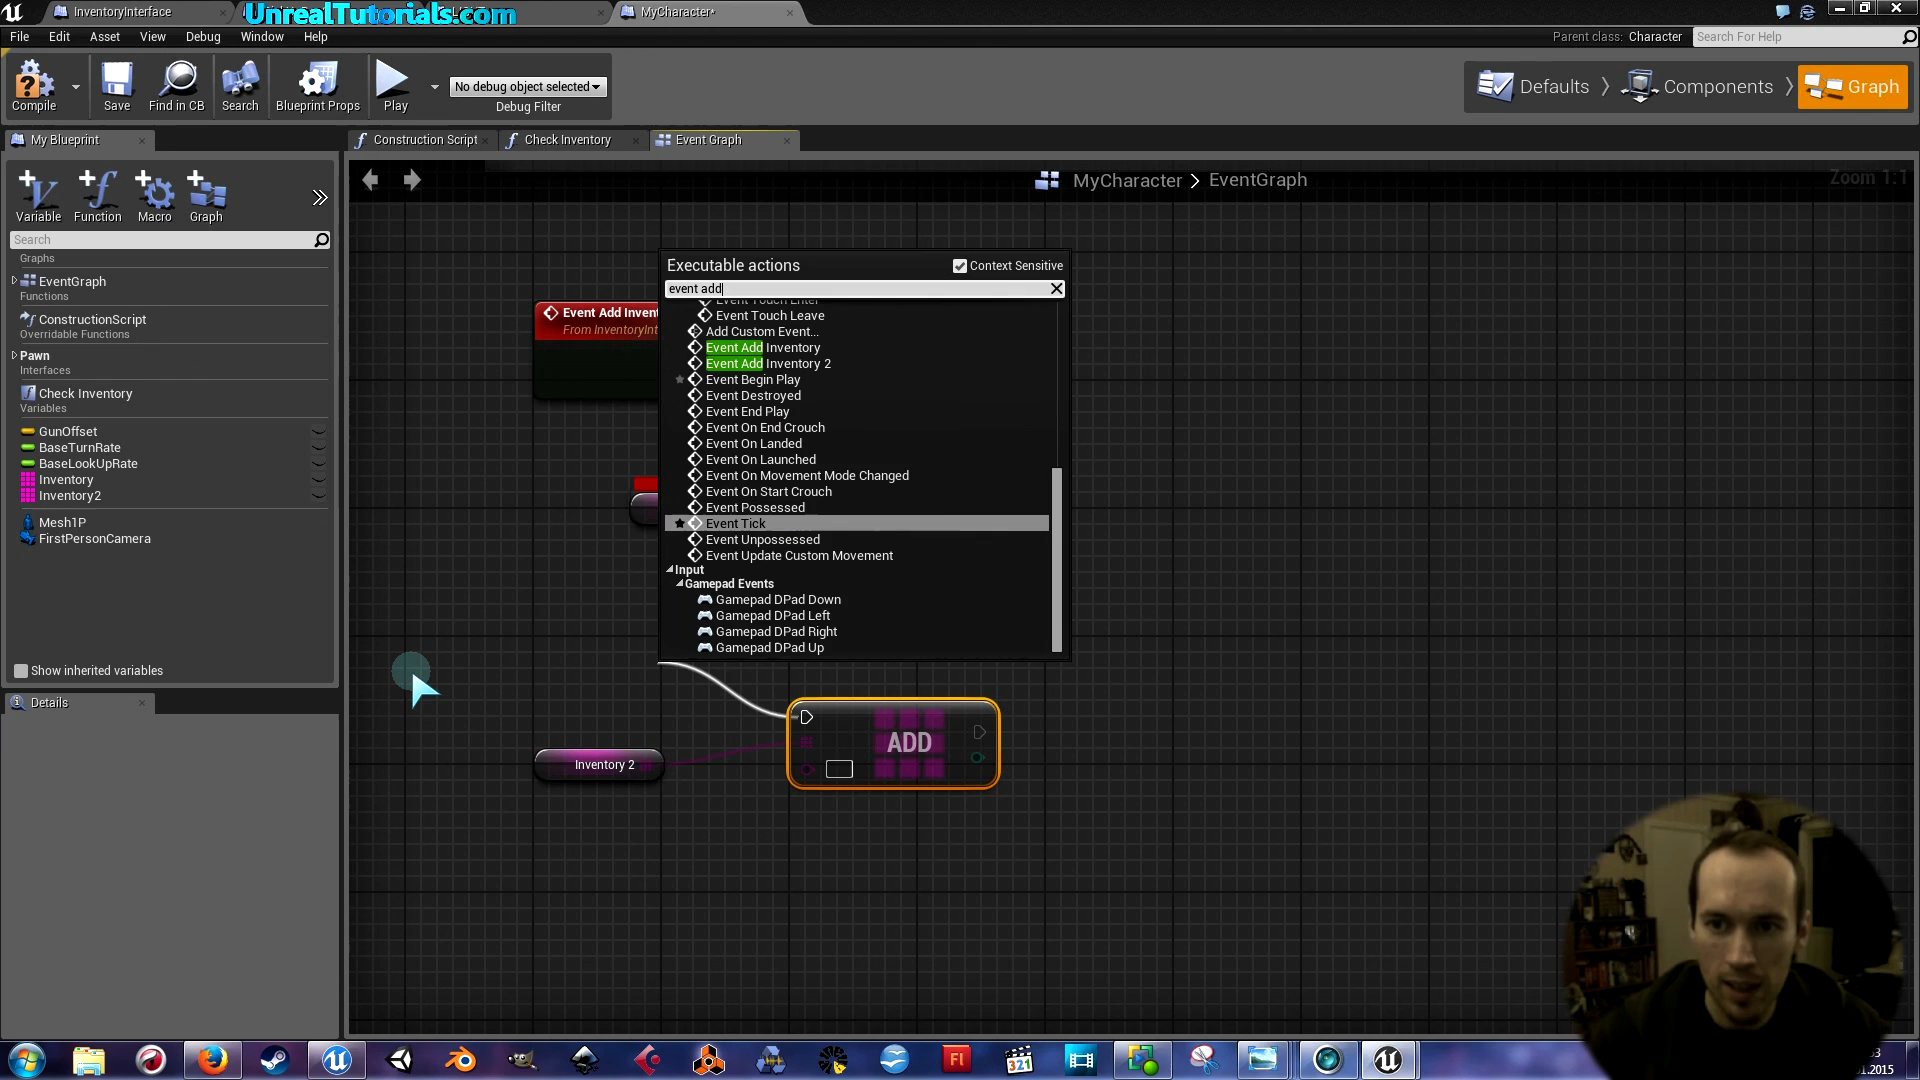 InventoryInterface
UnrealTutorials.com
MyCharacter*
File Edit Asset View Debug Window Help
Parent class: Character
Search For Help
Compile
Save
Find in CB
Search
Blueprint Props
Play
No debug object selected
Debug Filter
Defaults
Components
Graph
My Blueprint
Construction Script
Check Inventory
Event Graph
MyCharacter > EventGraph
Zoom 1:1
Variable
Function
Macro
Graph
Search
Graphs
EventGraph
Functions
ConstructionScript
Overridable Functions
Pawn
Interfaces
Check Inventory
Variables
GunOffset
BaseTurnRate
BaseLookUpRate
Inventory
Inventory2
Mesh1P
FirstPersonCamera
Show inherited variables
Details
Event Add Invent
From InventoryInt
Executable actions
Context Sensitive
event add
Event Touch Enter
Event Touch Leave
Add Custom Event...
Event Add Inventory
Event Add Inventory 2
Event Begin Play
Event Destroyed
Event End Play
Event On End Crouch
Event On Landed
Event On Launched
Event On Movement Mode Changed
Event On Start Crouch
Event Possessed
Event Tick
Event Unpossessed
Event Update Custom Movement
Input
Gamepad Events
Gamepad DPad Down
Gamepad DPad Left
Gamepad DPad Right
Gamepad DPad Up
Inventory 2
ADD
Fl
321